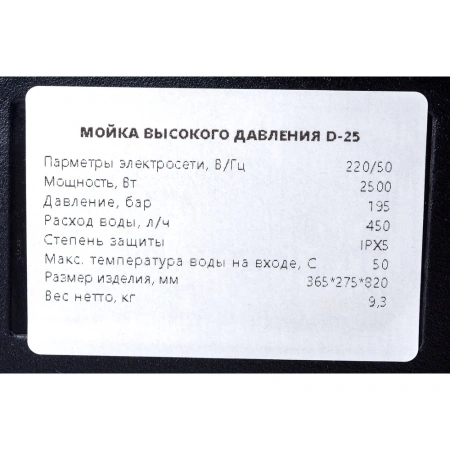 МОЙКА ВЫСОКОГО ДАВЛЕНИЯ D-25
Парметры электросети, В/Гц 220/50
Мощность, Вт 2500
Давление, бар 195
Расход воды, л/ч 450
Степень защиты IPX5
Макс. температура воды на входе, С 50
Размер изделия, мм 365*275*820
Вес нетто, кг 9,3